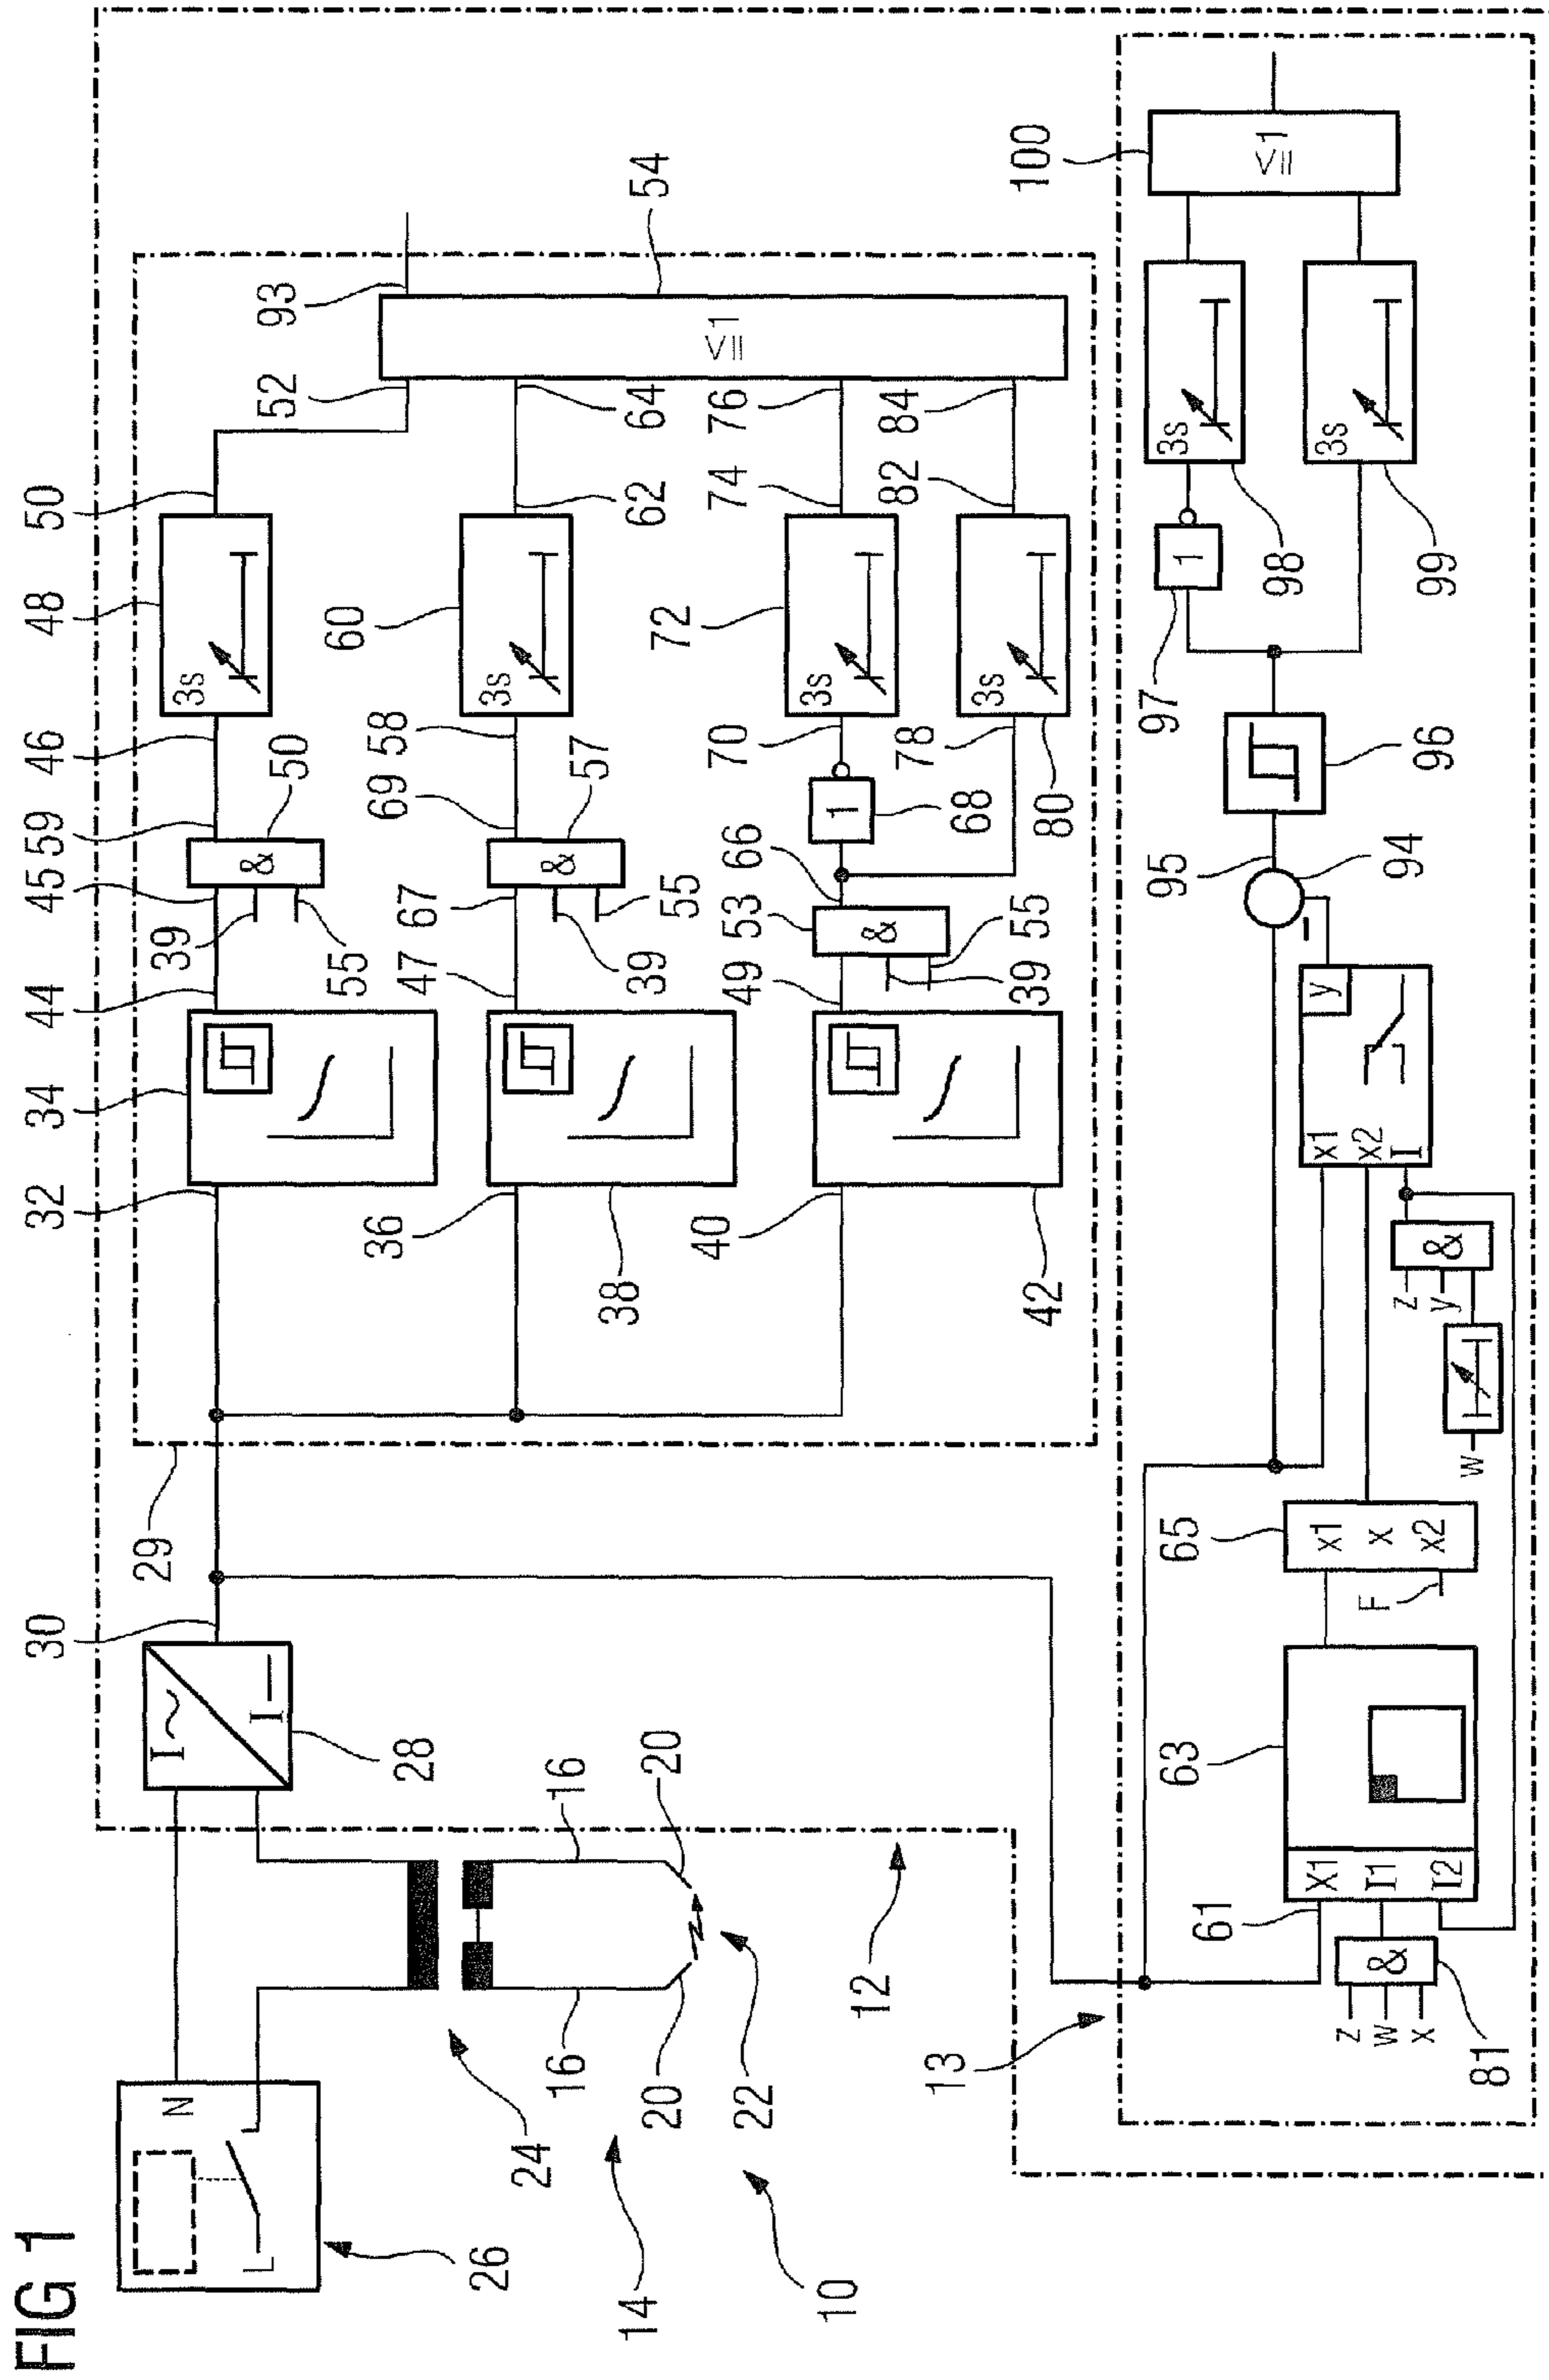 FIG 1
26
L
N
24
14
10
16
16
20
20
22
12
28
I~
I–
30
29
32
34
44
39
55
45
59
50
&
46
48
3s
50
52
93
54
≥1
36
38
47
67
39
55
69
57
&
58
60
3s
62
64
40
42
49
53
39
55
&
66
68
1
70
72
3s
74
76
78
80
3s
82
84
13
81
z
w
x
&
61
X1
I1
I2
63
65
x1
x
x2
F
w
z
y
&
x1
x2
I
y
–
94
95
96
97
1
98
3s
99
3s
100
≥1